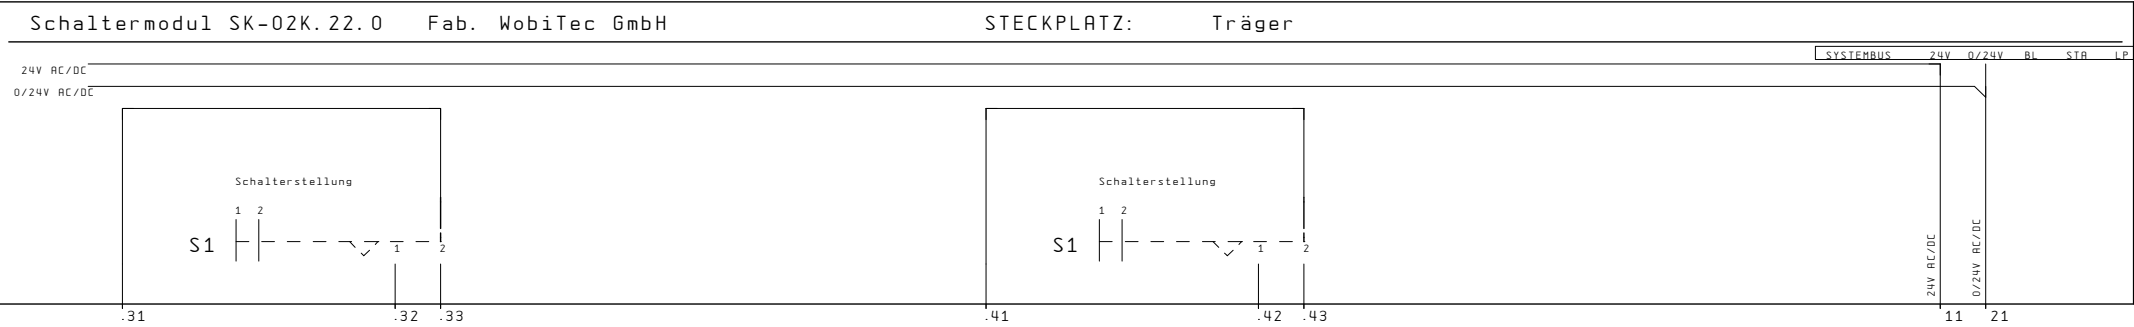 Schaltermodul SK-02K.22.0 Fab. WobiTec GmbH STECKPLATZ: Träger
SYSTEMBUS 24V 0/24V BL STA LP
24V AC/DC
0/24V AC/DC
Schalterstellung Schalterstellung
1 2 1 2
S1 1 2 S1 1 2
24V AC/DC
0/24V AC/DC
.31 .32 .33 .41 .42 .43 11 21